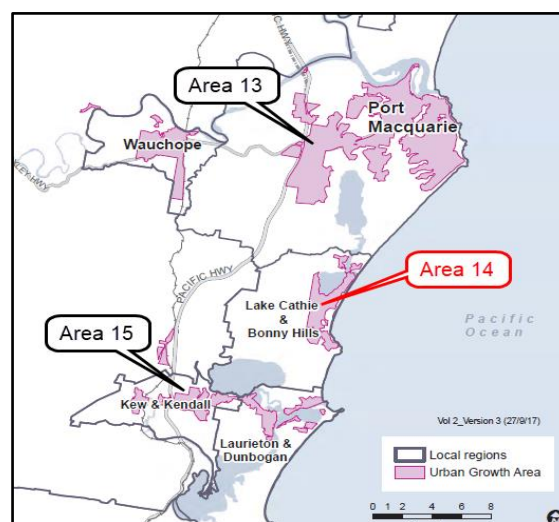 Area 13
Port
Macquarie
Wauchope
PACIFIC HWY
PACIFIC HWY
Area 14
Lake Cathie
&
Bonny Hills
Pacific
Ocean
Area 15
Kew & Kendall
Laurieton &
Dunbogan
Vol 2_Version 3 (27/9/17)
Local regions
Urban Growth Area
0 1 2 4 6 8